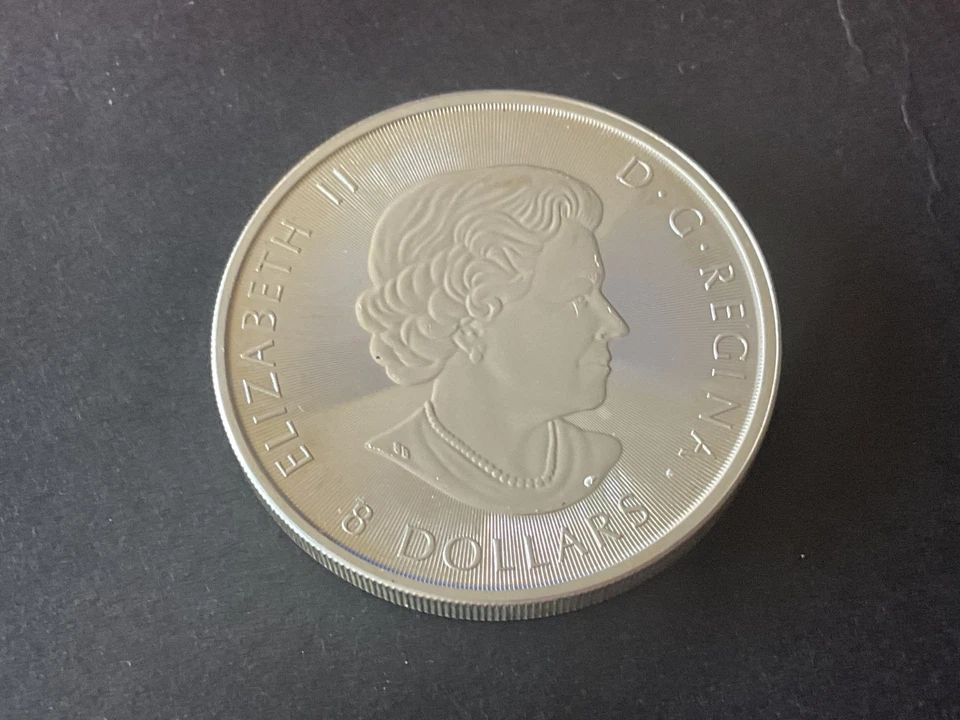 ELIZABETH II
D·G·REGINA
8 DOLLARS